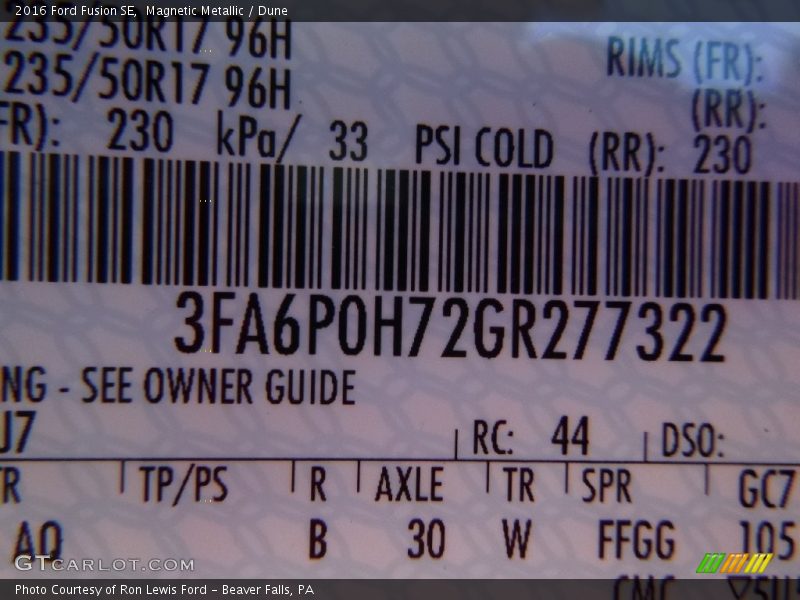 2016 Ford Fusion SE, Magnetic Metallic / Dune
235/50R17 96H
235/50R17 96H
RIMS (FR):
(RR):
FR): 230 kPa/ 33 PSI COLD (RR): 230
3FA6P0H72GR277322
NG - SEE OWNER GUIDE
J7
RC: 44 DSO:
TR TP/PS R AXLE TR SPR GC7
AQ B 30 W FFGG 105
GTCARLOT.COM
Photo Courtesy of Ron Lewis Ford - Beaver Falls, PA